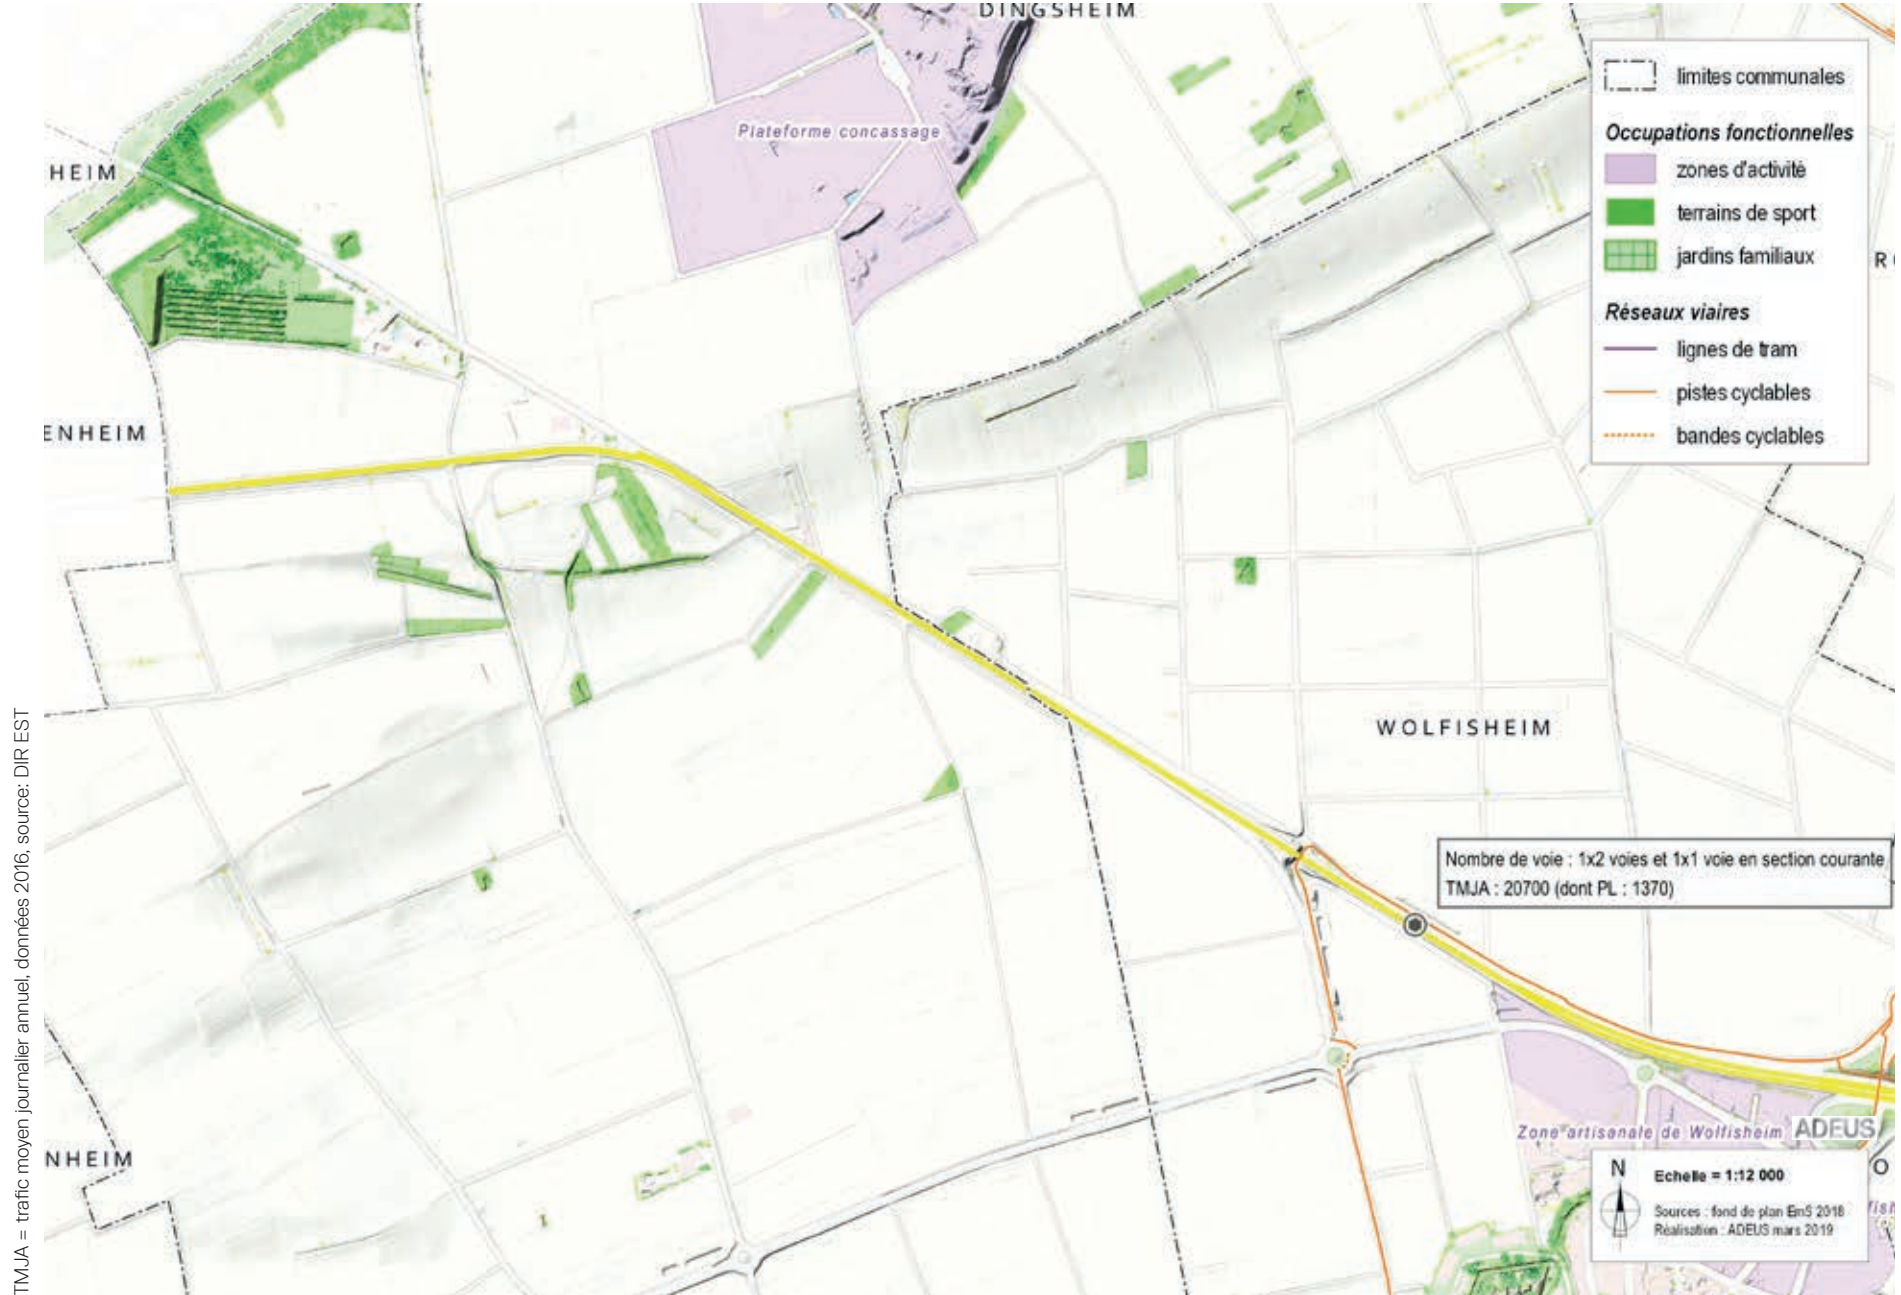 DINGSHEIM
limites communales
Occupations fonctionnelles
zones d'activité
terrains de sport
jardins familiaux
Réseaux viaires
lignes de tram
pistes cyclables
bandes cyclables
Plateforme concassage
HEIM
R
ENHEIM
WOLFISHEIM
Nombre de voie : 1x2 voies et 1x1 voie en section courante
TMJA : 20700 (dont PL : 1370)
Zone artisanale de Wolfisheim
ADEUS
NHEIM
N
Echelle = 1:12 000
Sources : fond de plan EmS 2018
Réalisation : ADEUS mars 2019
O
fish
TMJA = trafic moyen journalier annuel, données 2016, source: DIR EST